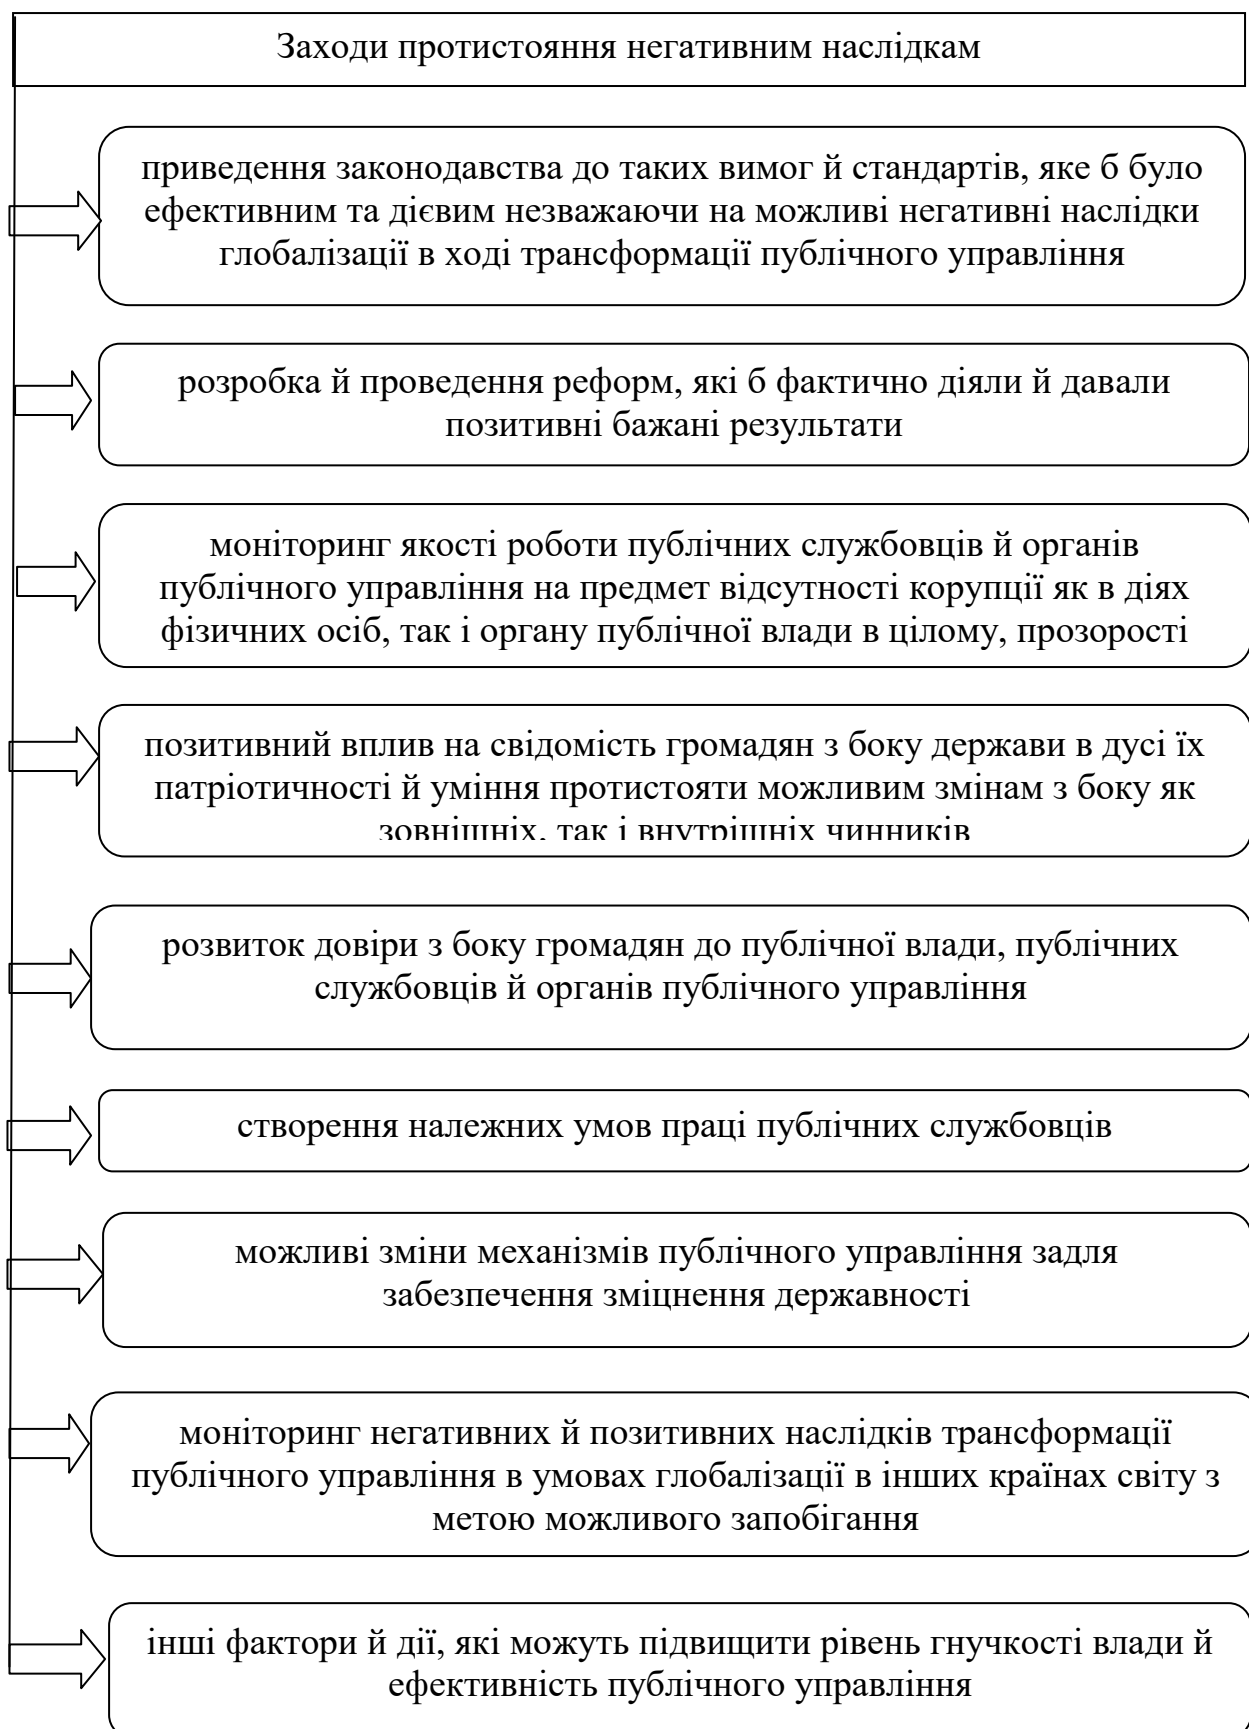 Заходи протистояння негативним наслідкам
приведення законодавства до таких вимог й стандартів, яке б було
ефективним та дієвим незважаючи на можливі негативні наслідки
глобалізації в ході трансформації публічного управління
розробка й проведення реформ, які б фактично діяли й давали
позитивні бажані результати
моніторинг якості роботи публічних службовців й органів
публічного управління на предмет відсутності корупції як в діях
фізичних осіб, так і органу публічної влади в цілому, прозорості
позитивний вплив на свідомість громадян з боку держави в дусі їх
патріотичності й уміння протистояти можливим змінам з боку як
зовнішніх, так і внутрішніх чинників
розвиток довіри з боку громадян до публічної влади, публічних
службовців й органів публічного управління
створення належних умов праці публічних службовців
можливі зміни механізмів публічного управління задля
забезпечення зміцнення державності
моніторинг негативних й позитивних наслідків трансформації
публічного управління в умовах глобалізації в інших країнах світу з
метою можливого запобігання
інші фактори й дії, які можуть підвищити рівень гнучкості влади й
ефективність публічного управління